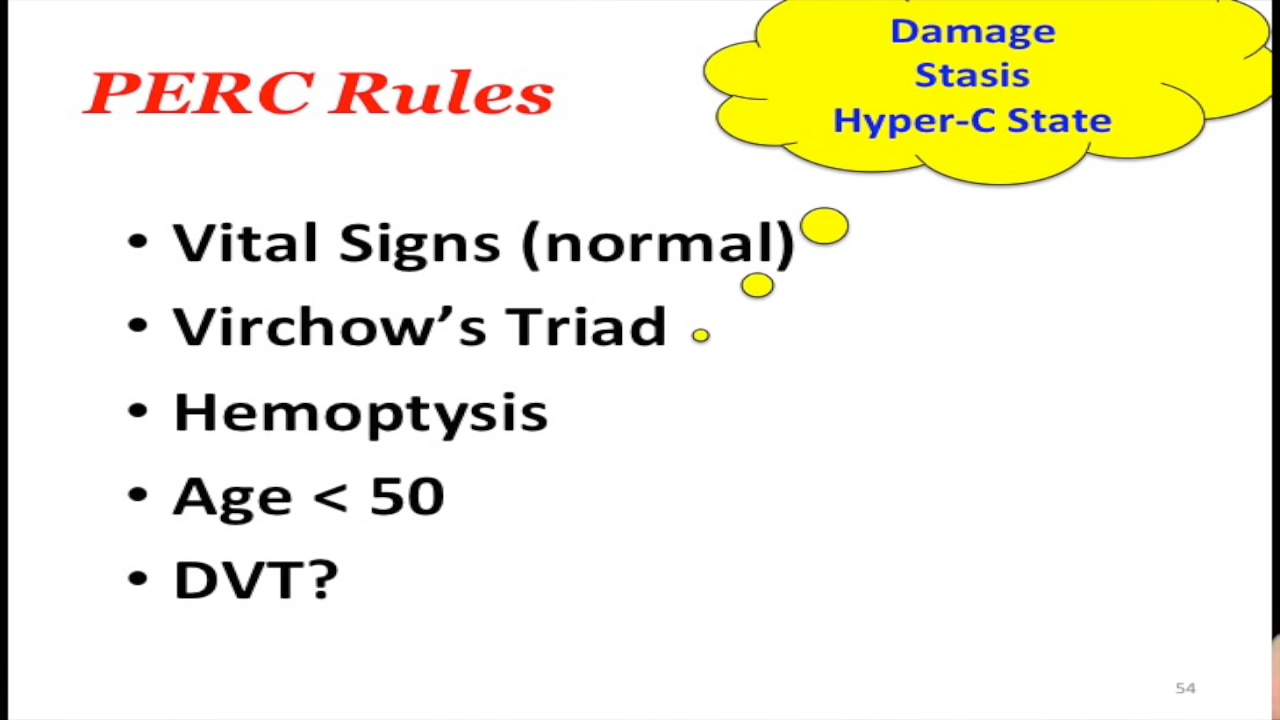 Damage
Stasis
Hyper-C State
PERC Rules
• Vital Signs (normal)
• Virchow’s Triad
• Hemoptysis
• Age < 50
• DVT?
54